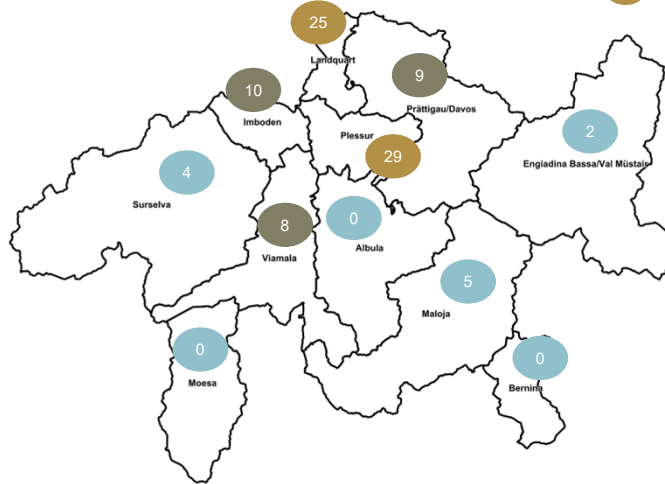 25
Landquart
9
Prättigau/Davos
10
Imboden
Plessur
29
2
Engiadina Bassa/Val Müstair
4
Surselva
8
Viamala
0
Albula
5
Maloja
0
Moesa
0
Bernina